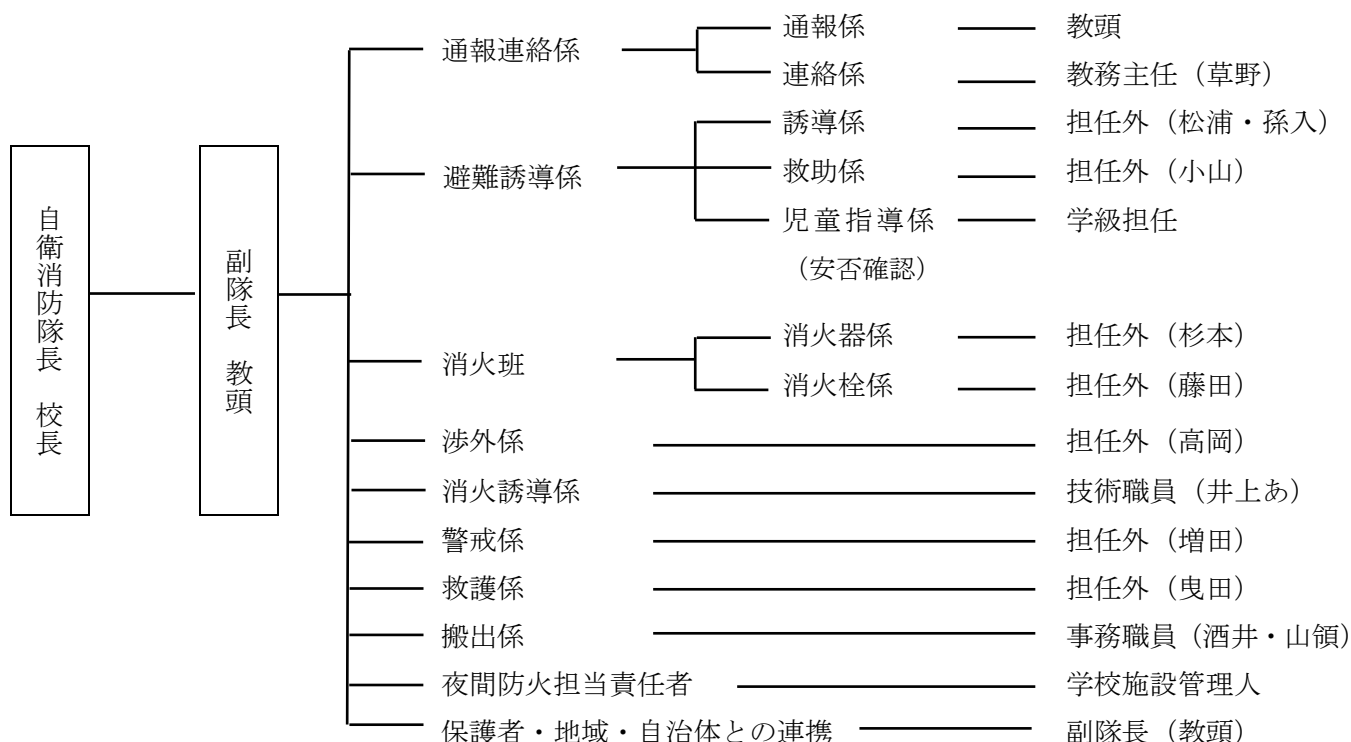 自衛消防隊長　校長
副隊長　教頭
通報連絡係
通報係
教頭
連絡係
教務主任（草野）
避難誘導係
誘導係
担任外（松浦・孫入）
救助係
担任外（小山）
児童指導係
学級担任
（安否確認）
消火班
消火器係
担任外（杉本）
消火栓係
担任外（藤田）
渉外係
担任外（高岡）
消火誘導係
技術職員（井上あ）
警戒係
担任外（増田）
救護係
担任外（曳田）
搬出係
事務職員（酒井・山領）
夜間防火担当責任者
学校施設管理人
保護者・地域・自治体との連携
副隊長（教頭）